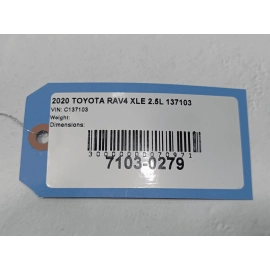 2020 TOYOTA RAV4 XLE 2.5L 137103
VIN: C137103
Weight:
Dimensions:
7103-0279